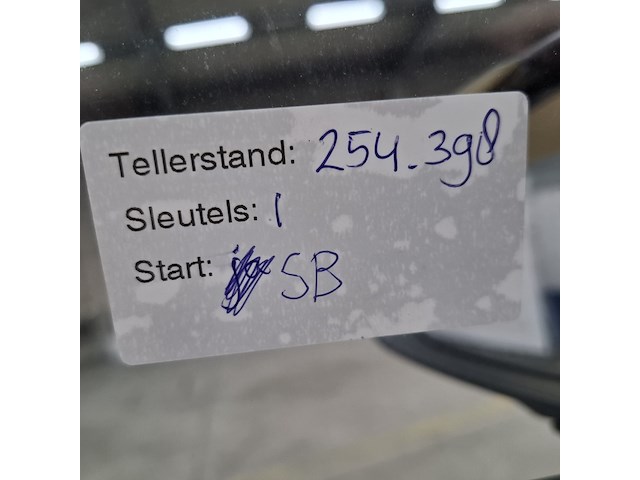 Tellerstand: 254.398
Sleutels: 1
Start: SB